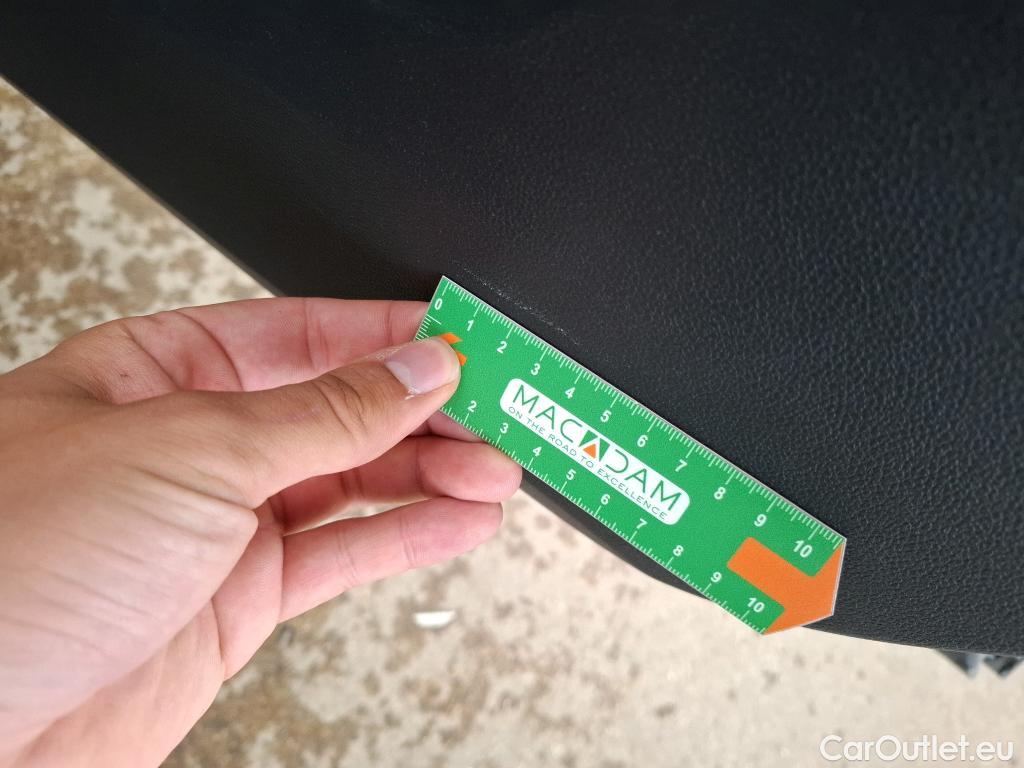 0 1 2 3 4 5 6 7 8 9 10
MACADAM
ON THE ROAD TO EXCELLENCE
2 3 4 5 6 7 8 9 10
CarOutlet.eu